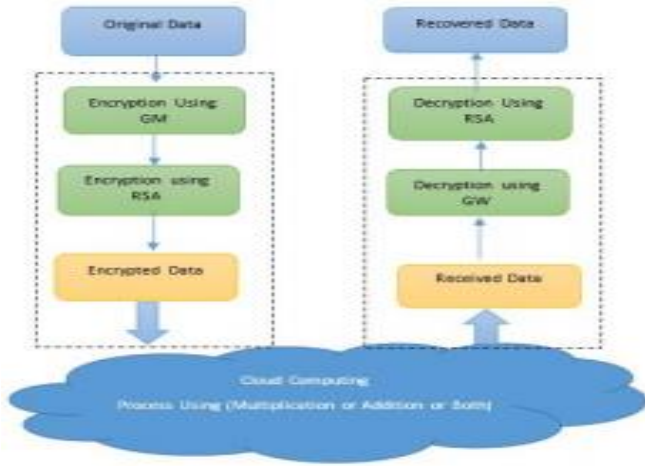 Original Data
Encryption Using
GM
Encryption using
RSA
Encrypted Data
Recovered Data
Decryption Using
RSA
Decryption using
GW
Received Data
Cloud Computing
Process Using (Multiplication or Addition or Both)